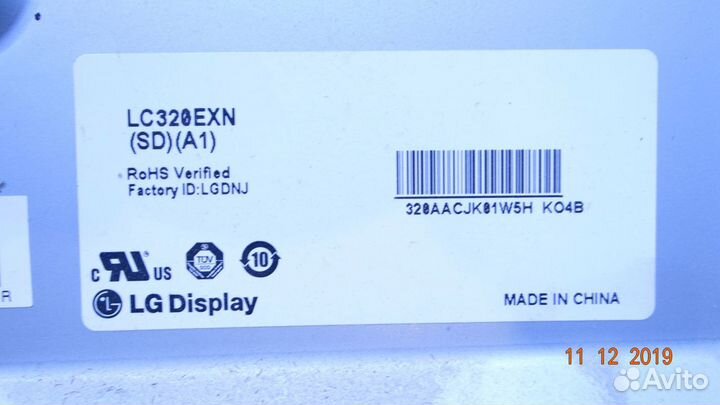 LC320EXN
(SD)(A1)
RoHS Verified
Factory ID:LGDNJ
320AACJK01W5H KO4B
c RU US
TÜV
10
LG Display
MADE IN CHINA
R
11 12 2019
Avito